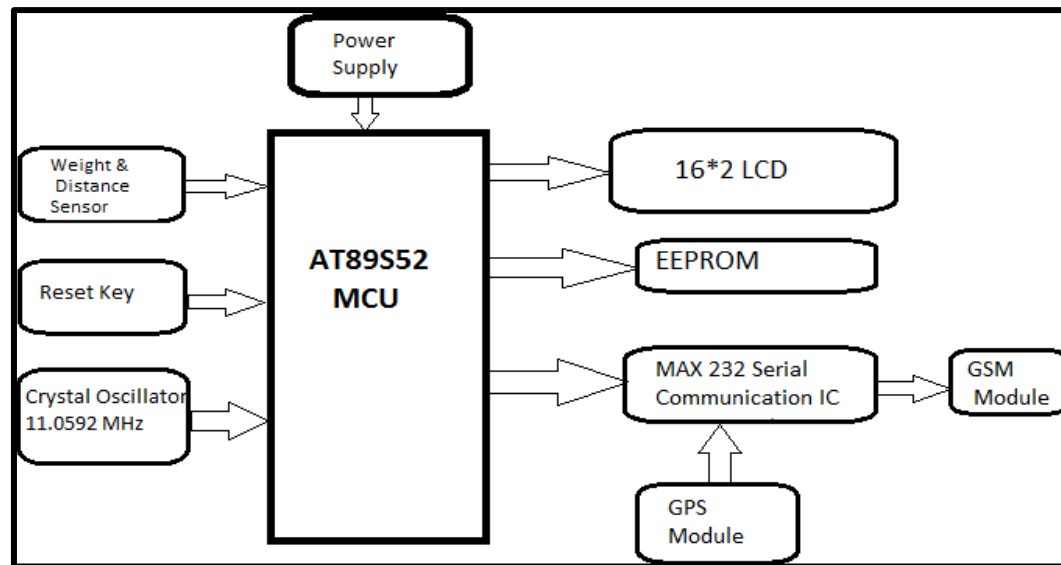 Power
Supply
Weight &
Distance
Sensor
Reset Key
Crystal Oscillator
11.0592 MHz
AT89S52
MCU
16*2 LCD
EEPROM
MAX 232 Serial
Communication IC
GSM
Module
GPS
Module